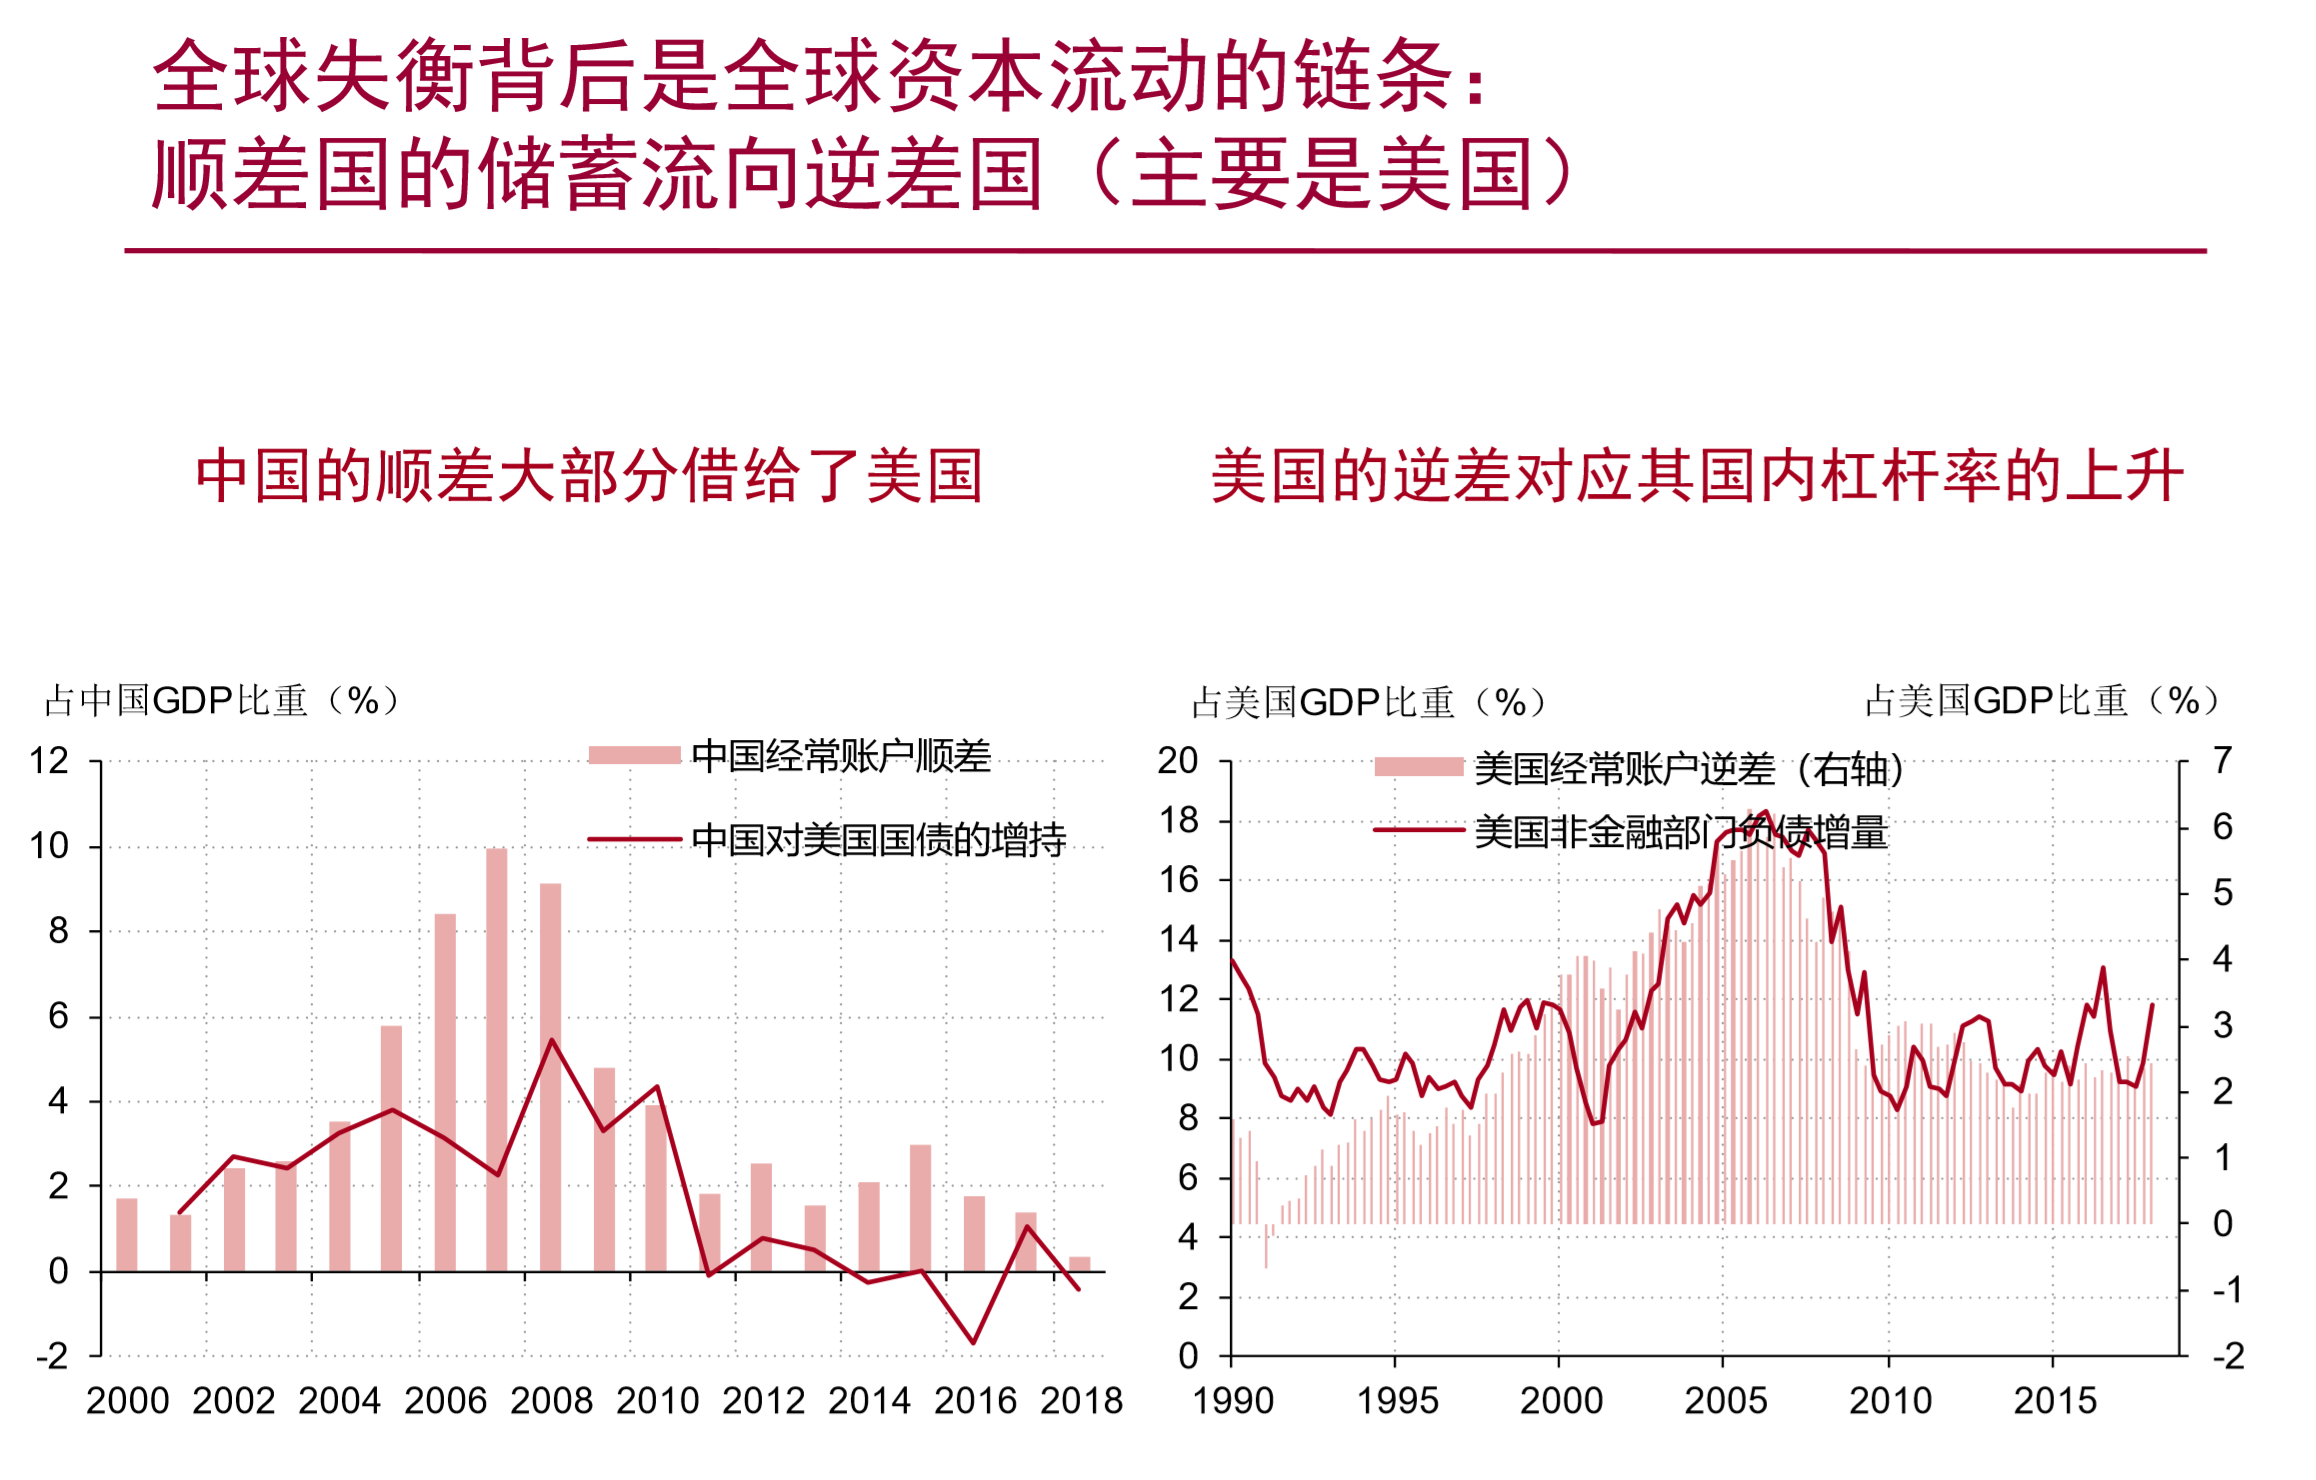 全球失衡背后是全球资本流动的链条：
顺差国的储蓄流向逆差国（主要是美国）
中国的顺差大部分借给了美国
美国的逆差对应其国内杠杆率的上升
占中国GDP比重（%）
中国经常账户顺差
中国对美国国债的增持
12
10
8
6
4
2
0
-2
2000 2002 2004 2006 2008 2010 2012 2014 2016 2018
占美国GDP比重（%）
占美国GDP比重（%）
美国经常账户逆差（右轴）
美国非金融部门负债增量
20
18
16
14
12
10
8
6
4
2
0
7
6
5
4
3
2
1
0
-1
-2
1990 1995 2000 2005 2010 2015